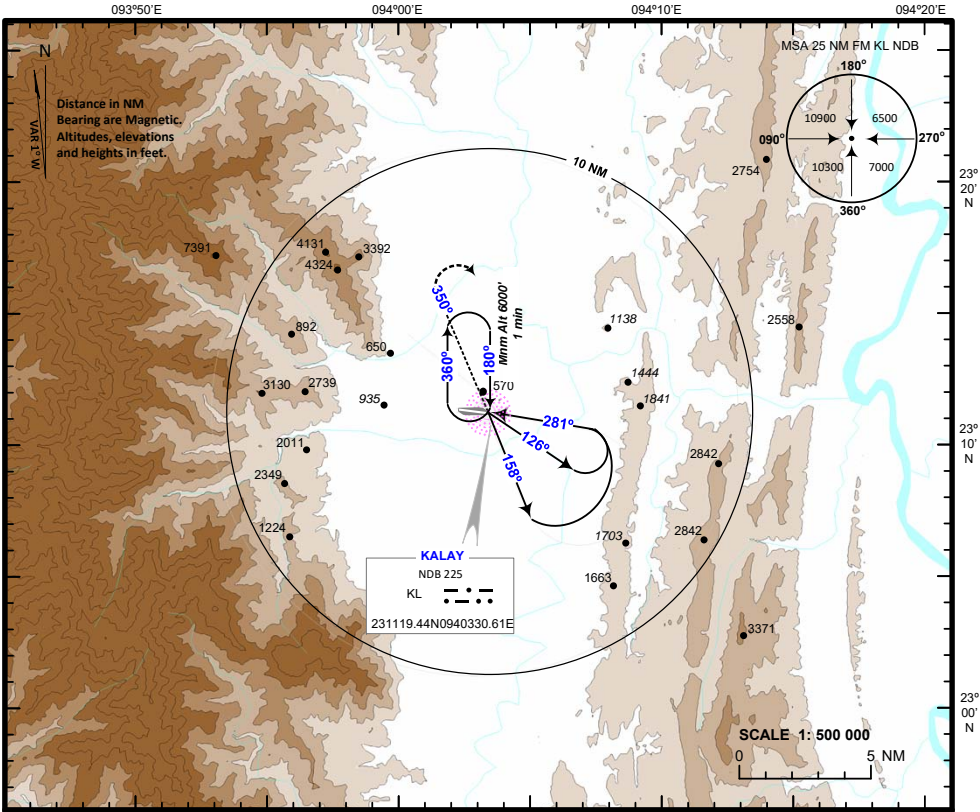 093°50' 094°00' 094°10' 094°20'
N
VAR 1° W
Distance in NM
Bearing are Magnetic.
Altitudes, elevations
and heights in feet.
MSA 25 NM FM KL NDB
180°
10900 6500
090° 270°
10300 7000
360°
10 NM
2754
23°
20'
N
7391
4131
3392
4324
350°
Mnm Alt 6000'
1 min
892
650
1138
2558
360°
180°
3130
2739
935
570
1444
1841
281°
126°
158°
23°
10'
N
2011
2349
1224
2842
2842
1703
1663
KALAY
NDB 225
KL
231119.44N0940330.61E
3371
23°
00'
N
SCALE 1: 500 000
0 5 NM